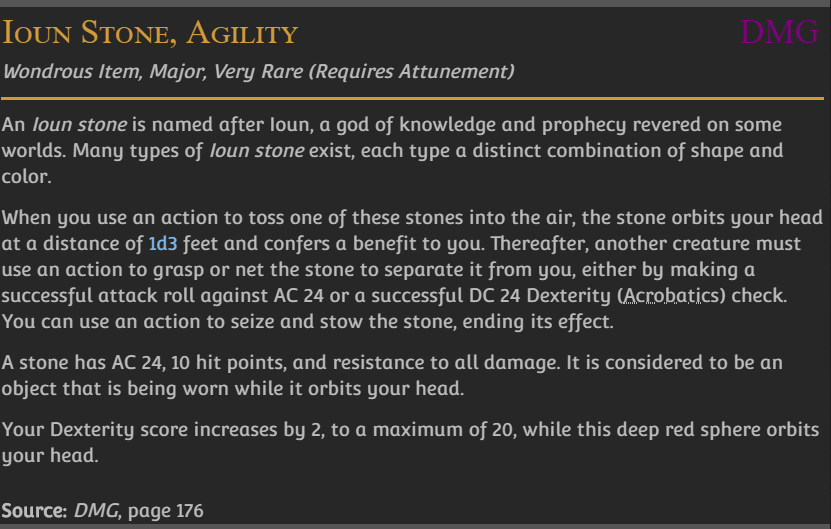 Ioun Stone, Agility DMG
Wondrous Item, Major, Very Rare (Requires Attunement)
An Ioun stone is named after Ioun, a god of knowledge and prophecy revered on some
worlds. Many types of Ioun stone exist, each type a distinct combination of shape and
color.
When you use an action to toss one of these stones into the air, the stone orbits your head
at a distance of 1d3 feet and confers a benefit to you. Thereafter, another creature must
use an action to grasp or net the stone to separate it from you, either by making a
successful attack roll against AC 24 or a successful DC 24 Dexterity (Acrobatics) check.
You can use an action to seize and stow the stone, ending its effect.
A stone has AC 24, 10 hit points, and resistance to all damage. It is considered to be an
object that is being worn while it orbits your head.
Your Dexterity score increases by 2, to a maximum of 20, while this deep red sphere orbits
your head.
Source: DMG, page 176